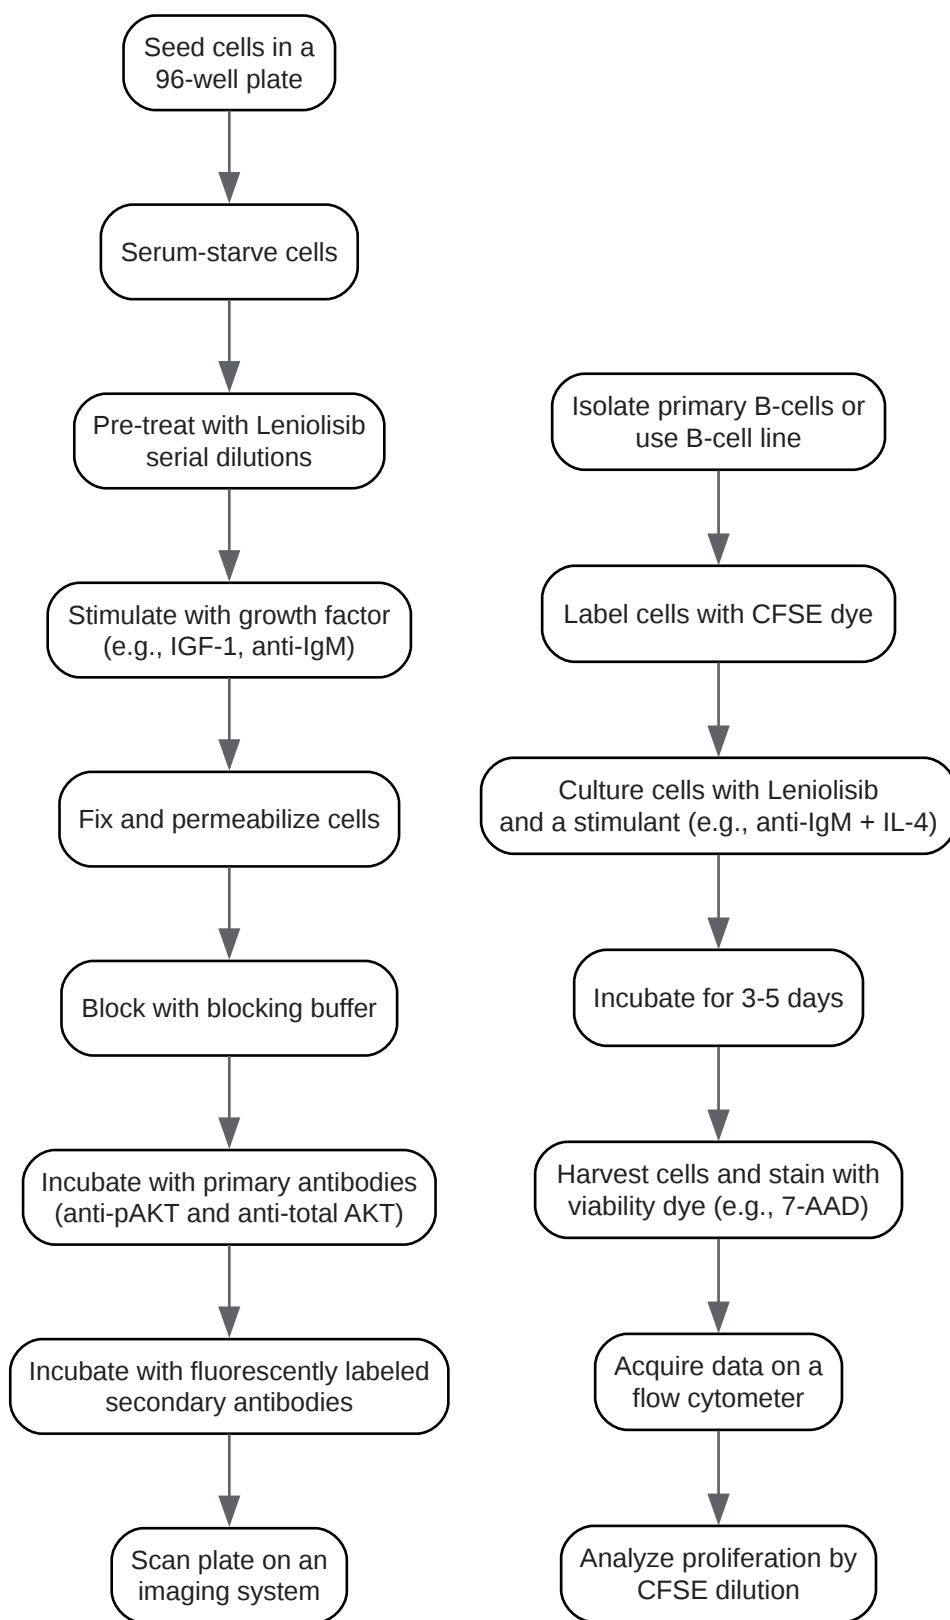 Seed cells in a
96-well plate
Serum-starve cells
Pre-treat with Leniolisib
serial dilutions
Stimulate with growth factor
(e.g., IGF-1, anti-IgM)
Fix and permeabilize cells
Block with blocking buffer
Incubate with primary antibodies
(anti-pAKT and anti-total AKT)
Incubate with fluorescently labeled
secondary antibodies
Scan plate on an
imaging system
Isolate primary B-cells or
use B-cell line
Label cells with CFSE dye
Culture cells with Leniolisib
and a stimulant (e.g., anti-IgM + IL-4)
Incubate for 3-5 days
Harvest cells and stain with
viability dye (e.g., 7-AAD)
Acquire data on a
flow cytometer
Analyze proliferation by
CFSE dilution